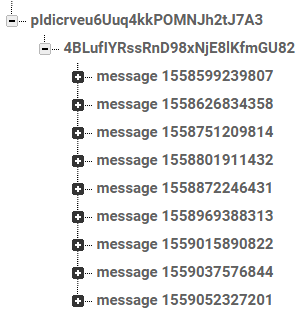 pldicrveu6Uuq4kkPOMNJh2tJ7A3
4BLuflYRssRnD98xNjE8lKfmGU82
message 1558599239807
message 1558626834358
message 1558751209814
message 1558801911432
message 1558872246431
message 1558969388313
message 1559015890822
message 1559037576844
message 1559052327201